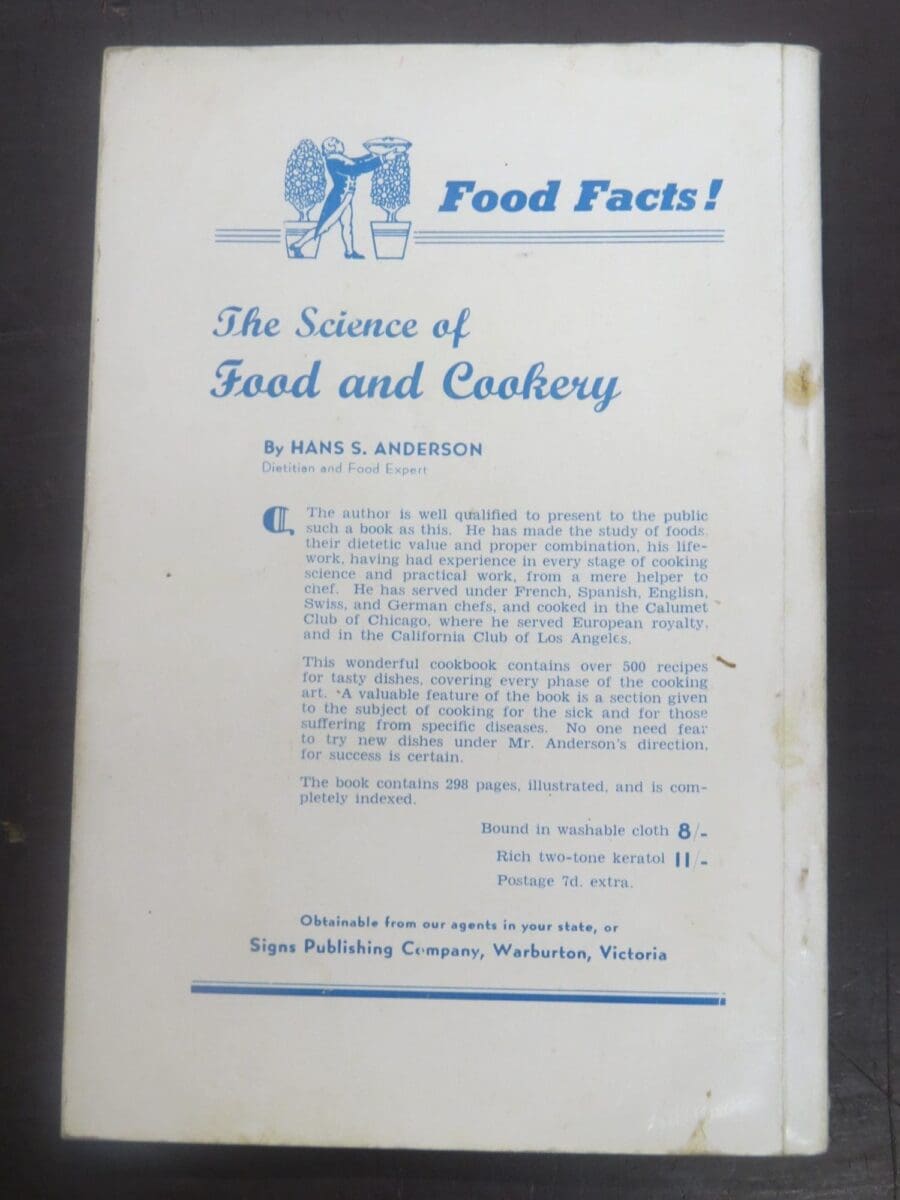 Food Facts!
The Science of
Food and Cookery
By HANS S. ANDERSON
Dietitian and Food Expert
The author is well qualified to present to the public
such a book as this. He has made the study of foods,
their dietetic value and proper combination, his life-
work, having had experience in every stage of cooking
science and practical work, from a mere helper to
chef. He has served under French, Spanish, English,
Swiss, and German chefs, and cooked in the Calumet
Club of Chicago, where he served European royalty,
and in the California Club of Los Angeles.
This wonderful cookbook contains over 500 recipes
for tasty dishes, covering every phase of the cooking
art. A valuable feature of the book is a section given
to the subject of cooking for the sick and for those
suffering from specific diseases. No one need fear
to try new dishes under Mr. Anderson's direction,
for success is certain.
The book contains 298 pages, illustrated, and is com-
pletely indexed.
Bound in washable cloth 8/-
Rich two-tone keratol 11/-
Postage 7d. extra.
Obtainable from our agents in your state, or
Signs Publishing Company, Warburton, Victoria